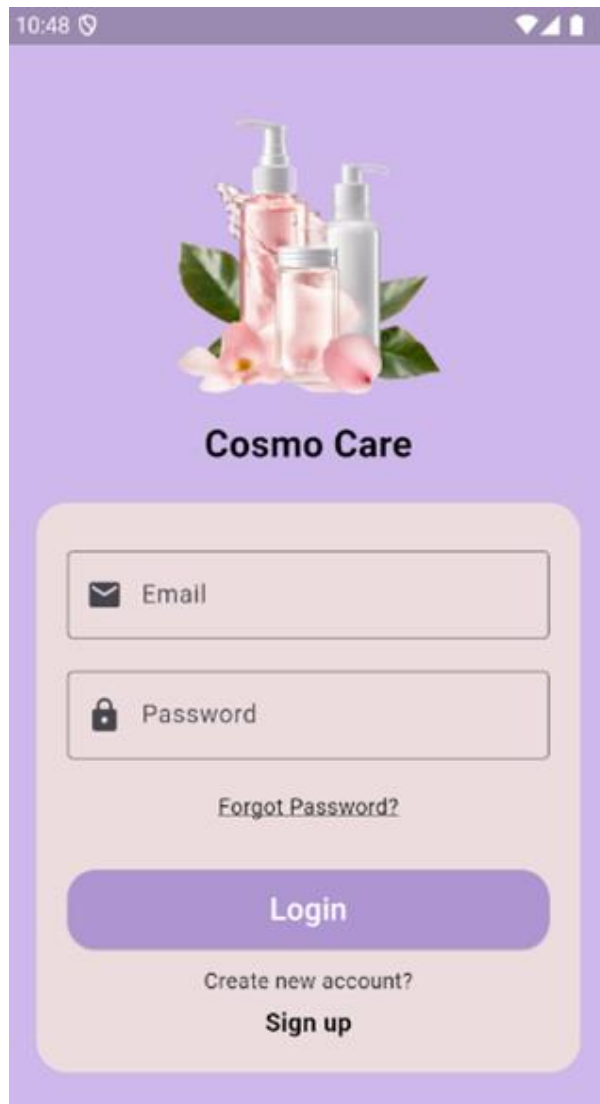 10:48
Cosmo Care
Email
Password
Forgot Password?
Login
Create new account?
Sign up